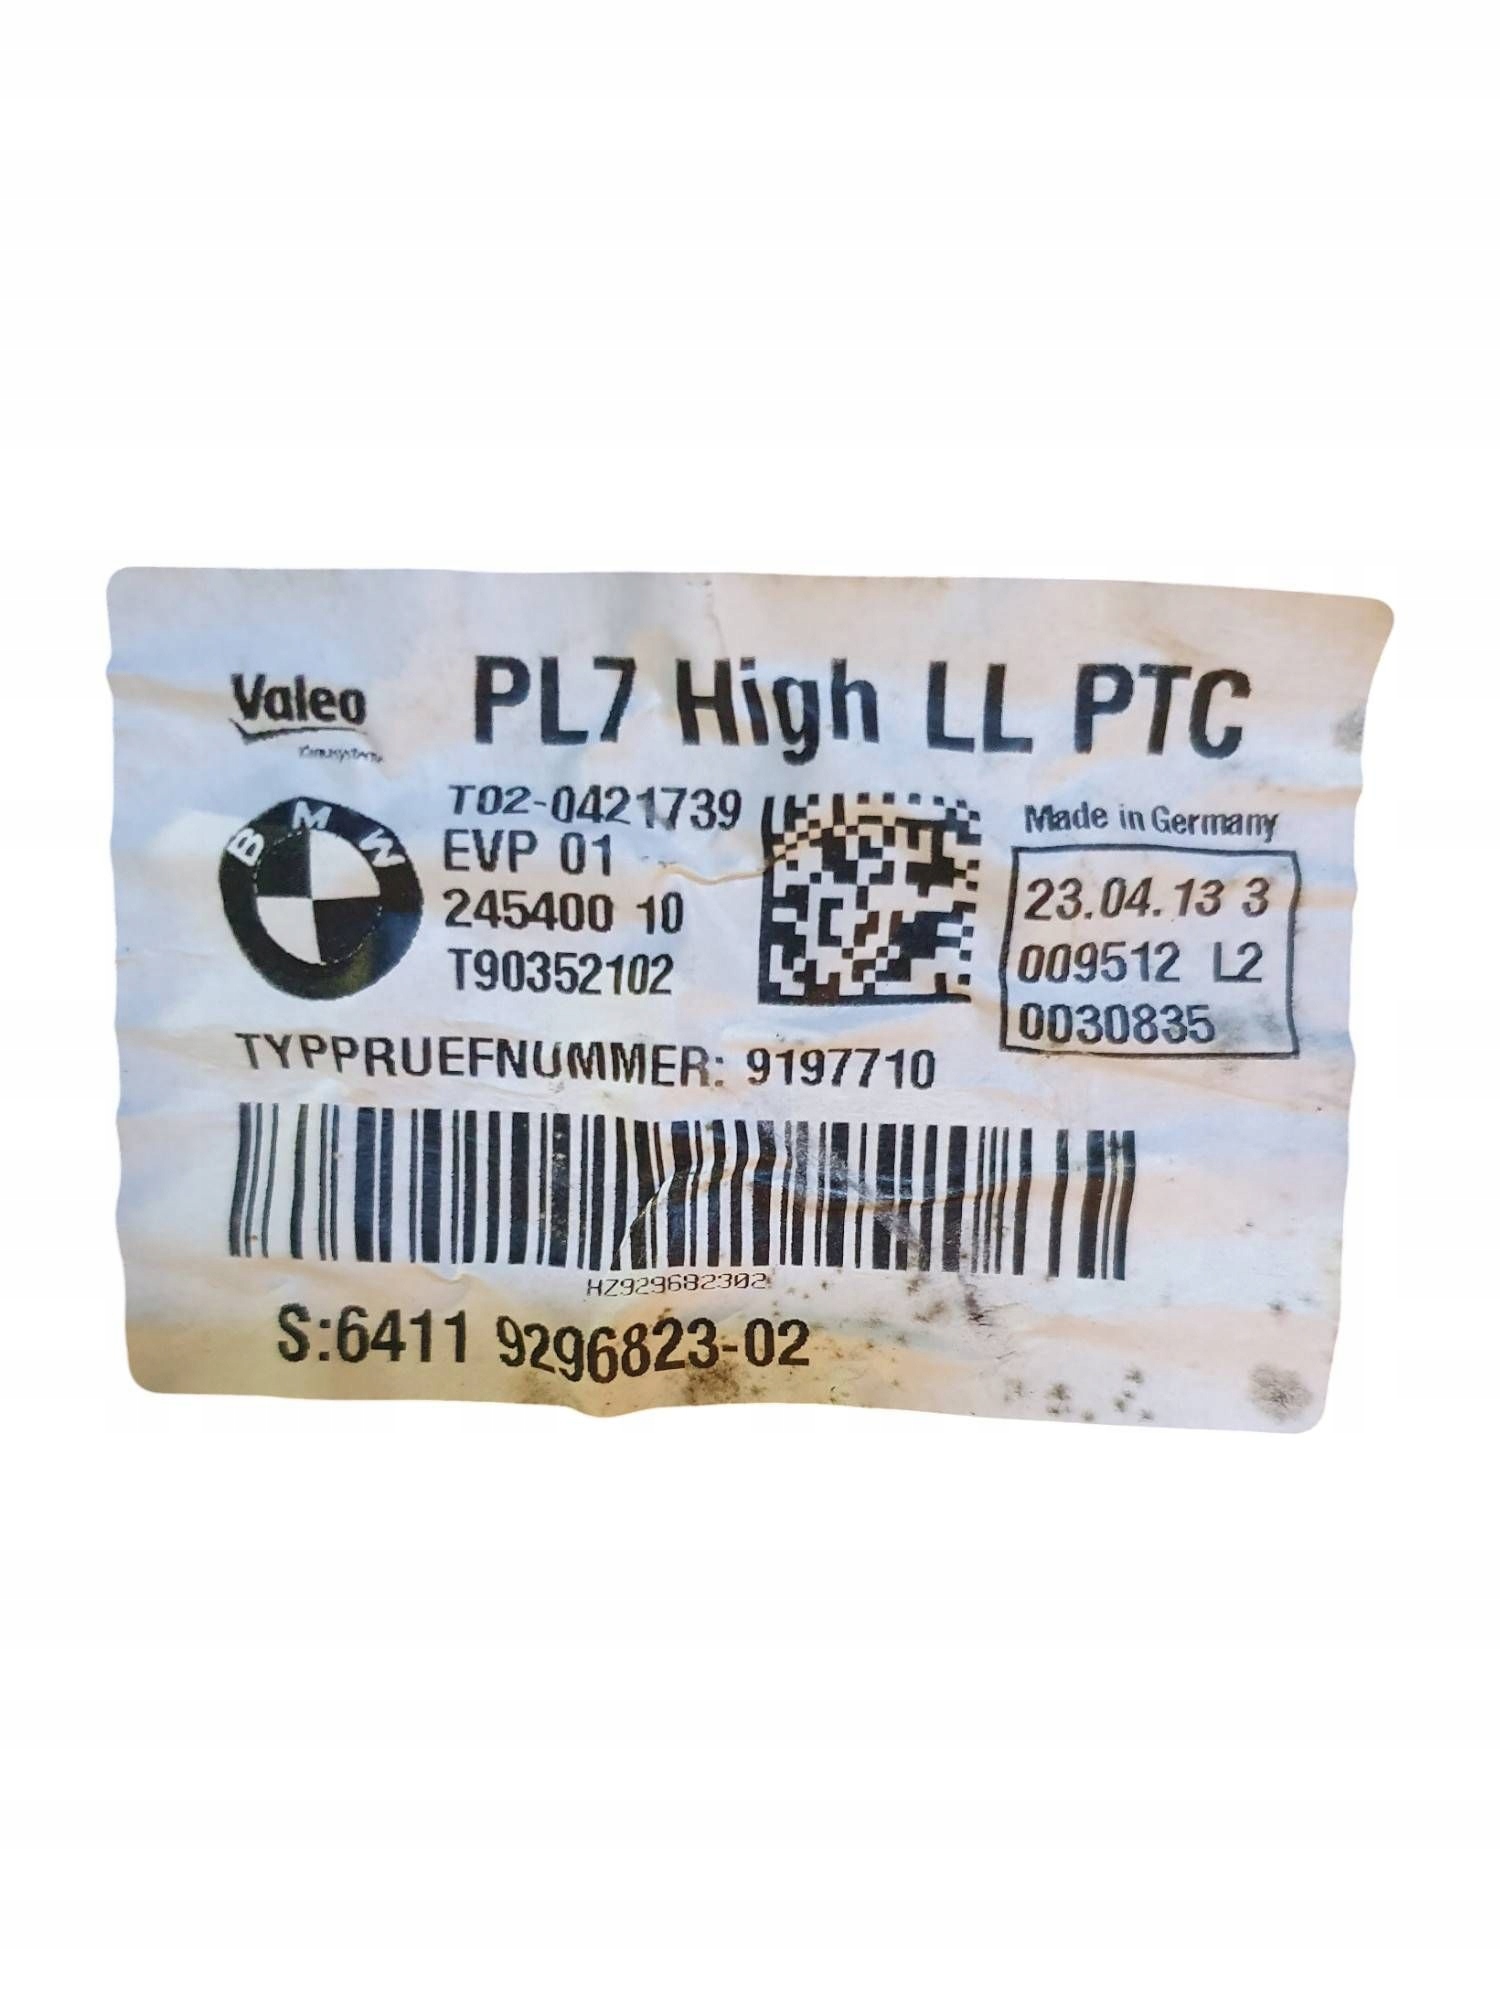 Valeo
PL7 High LL PTC
BMW
T02-0421739
EVP 01
245400 10
T90352102
Made in Germany
23.04.13 3
009512 L2
0030835
TYPPRUEFNUMMER: 9197710
HZ929682302
S:6411 9296823-02